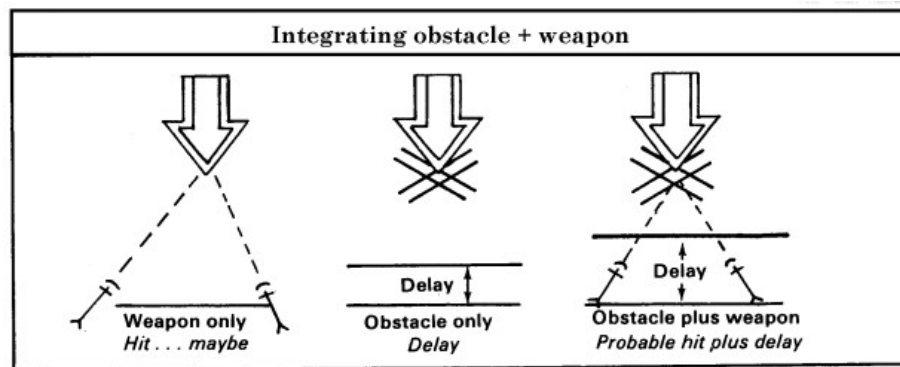 Integrating obstacle + weapon
Weapon only
Hit . . . maybe
Delay
Obstacle only
Delay
Delay
Obstacle plus weapon
Probable hit plus delay